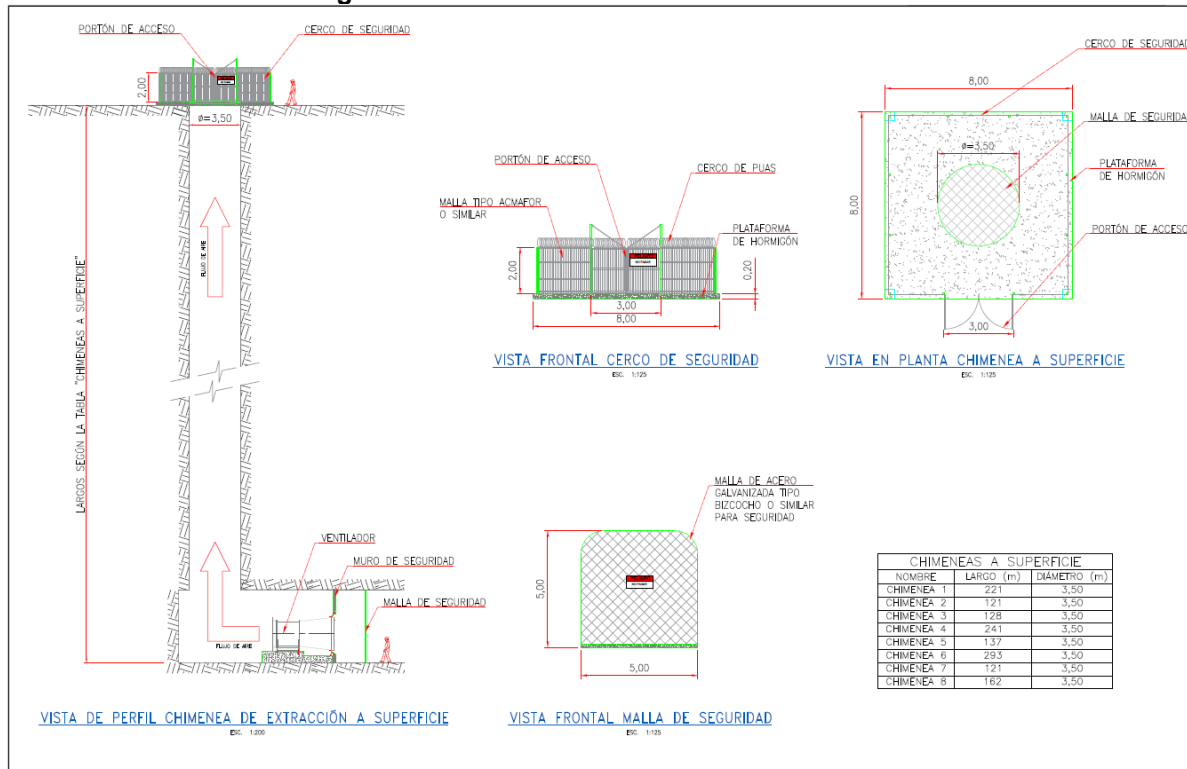 PORTÓN DE ACCESO
CERCO DE SEGURIDAD
2,00
ø=3,50
FLUJO DE AIRE
LARGOS SEGÚN LA TABLA "CHIMENEAS A SUPERFICIE"
VENTILADOR
MURO DE SEGURIDAD
MALLA DE SEGURIDAD
FLUJO DE AIRE
VISTA DE PERFIL CHIMENEA DE EXTRACCIÓN A SUPERFICIE
ESC. 1:200
PORTÓN DE ACCESO
CERCO DE PUAS
MALLA TIPO ACMAFOR
O SIMILAR
PLATAFORMA
DE HORMIGÓN
2,00
0,20
3,00
8,00
VISTA FRONTAL CERCO DE SEGURIDAD
ESC. 1:125
CERCO DE SEGURIDAD
8,00
MALLA DE SEGURIDA
ø=3,50
PLATAFORMA
DE HORMIGÓN
8,00
PORTÓN DE ACCESO
3,00
VISTA EN PLANTA CHIMENEA A SUPERFICIE
ESC. 1:125
MALLA DE ACERO
GALVANIZADA TIPO
BIZCOCHO O SIMILAR
PARA SEGURIDAD
5,00
5,00
VISTA FRONTAL MALLA DE SEGURIDAD
ESC. 1:125
CHIMENEAS A SUPERFICIE
NOMBRE LARGO (m) DIÁMETRO (m)
CHIMENEA 1 221 3,50
CHIMENEA 2 121 3,50
CHIMENEA 3 128 3,50
CHIMENEA 4 241 3,50
CHIMENEA 5 137 3,50
CHIMENEA 6 293 3,50
CHIMENEA 7 121 3,50
CHIMENEA 8 162 3,50